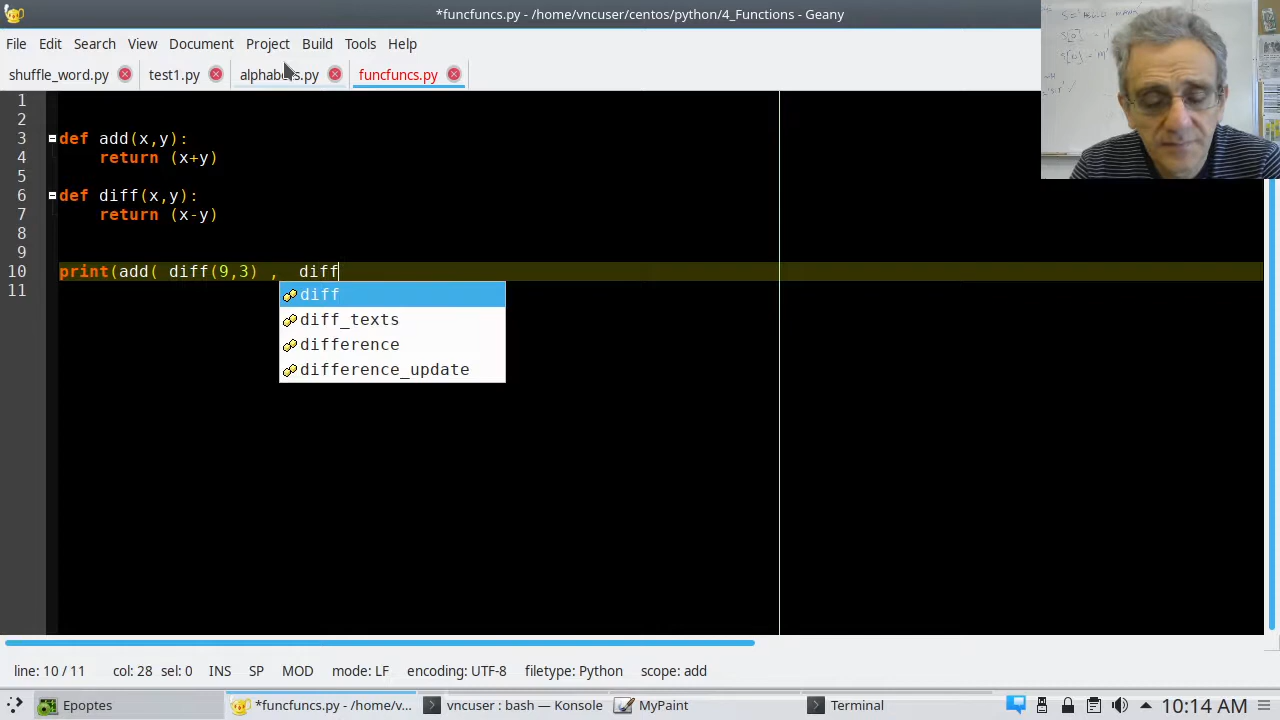 *funcfuncs.py - /home/vncuser/centos/python/4_Functions - Geany
File Edit Search View Document Project Build Tools Help
shuffle_word.py test1.py alphabetis.py funcfuncs.py
1
2
3 def add(x,y):
4 return (x+y)
5
6 def diff(x,y):
7 return (x-y)
8
9
10 print(add( diff(9,3) ,  diff
11
diff
diff_texts
difference
difference_update
line: 10 / 11 col: 28 sel: 0 INS SP MOD mode: LF encoding: UTF-8 filetype: Python scope: add
Epoptes *funcfuncs.py - /home/v... vncuser : bash — Konsole MyPaint Terminal 10:14 AM